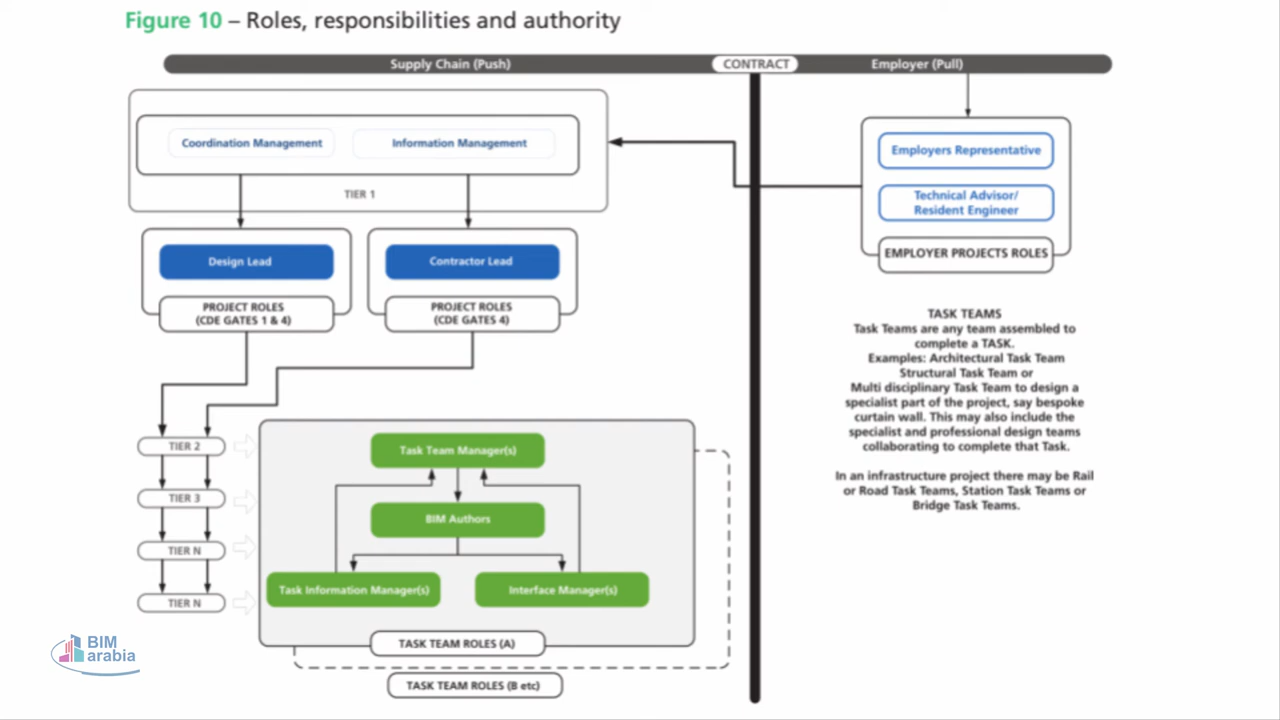 Figure 10 – Roles, responsibilities and authority
Supply Chain (Push)
CONTRACT
Employer (Pull)
Coordination Management
Information Management
TIER 1
Employers Representative
Technical Advisor/
Resident Engineer
EMPLOYER PROJECTS ROLES
Design Lead
PROJECT ROLES
(CDE GATES 1 & 4)
Contractor Lead
PROJECT ROLES
(CDE GATES 4)
TASK TEAMS
Task Teams are any team assembled to
complete a TASK.
Examples: Architectural Task Team
Structural Task Team or
Multi disciplinary Task Team to design a
specialist part of the project, say bespoke
curtain wall. This may also include the
specialist and professional design teams
collaborating to complete that Task.
In an infrastructure project there may be Rail
or Road Task Teams, Station Task Teams or
Bridge Task Teams.
TIER 2
TIER 3
TIER N
TIER N
Task Team Manager(s)
BIM Authors
Task Information Manager(s)
Interface Manager(s)
TASK TEAM ROLES (A)
TASK TEAM ROLES (B etc)
BIM
arabia